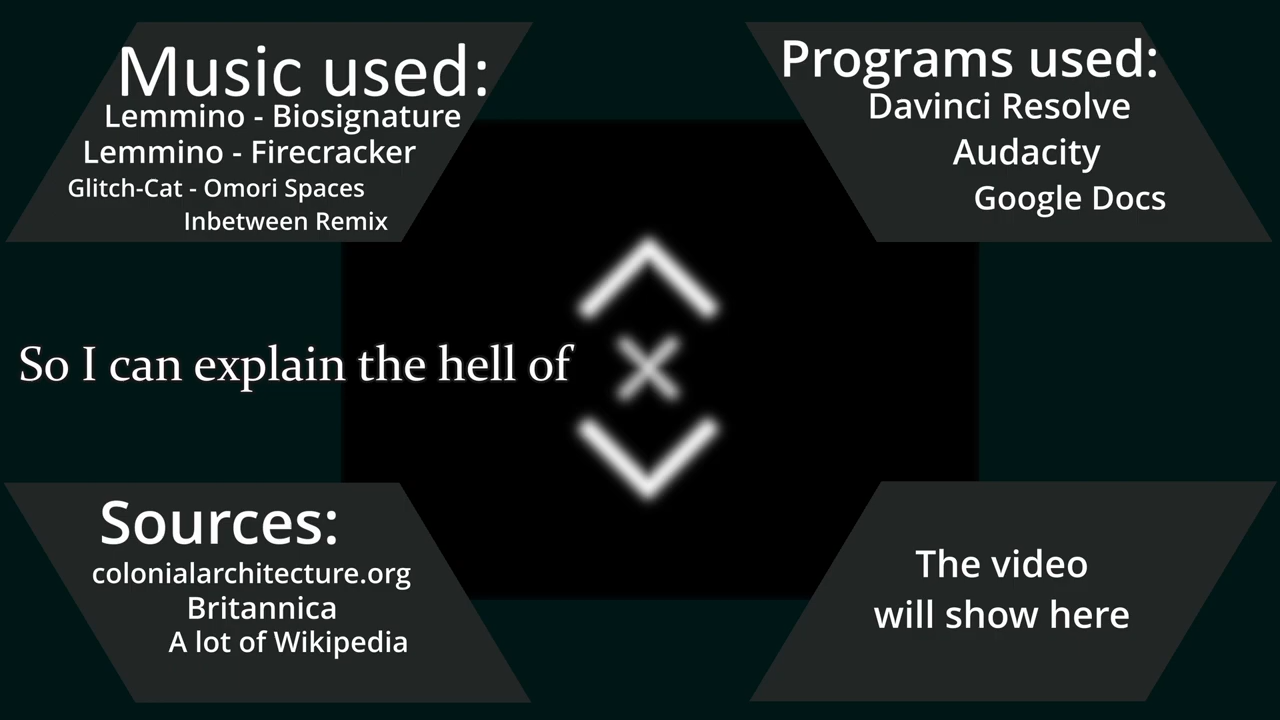 Music used:
Lemmino - Biosignature
Lemmino - Firecracker
Glitch-Cat - Omori Spaces
Inbetween Remix
Programs used:
Davinci Resolve
Audacity
Google Docs
So I can explain the hell of
Sources:
colonialarchitecture.org
Britannica
A lot of Wikipedia
The video
will show here